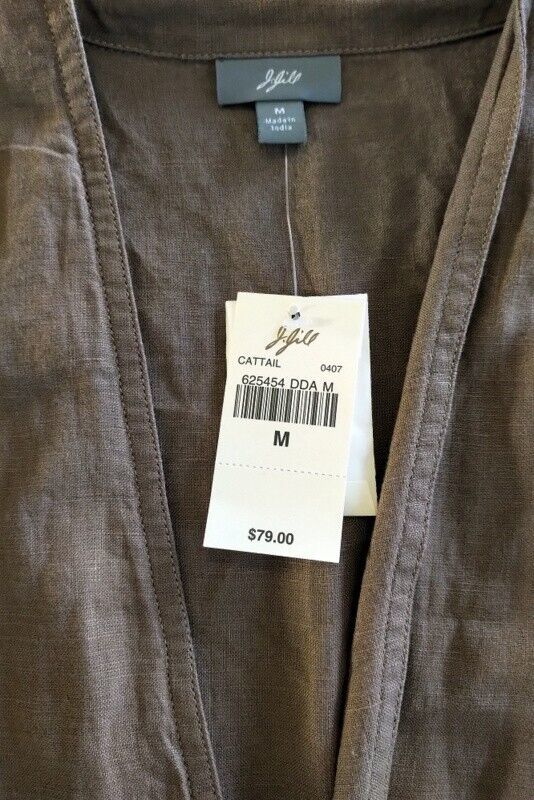 J.Jill
M
Made in
India
J.Jill
CATTAIL 0407
625454 DDA M
M
$79.00